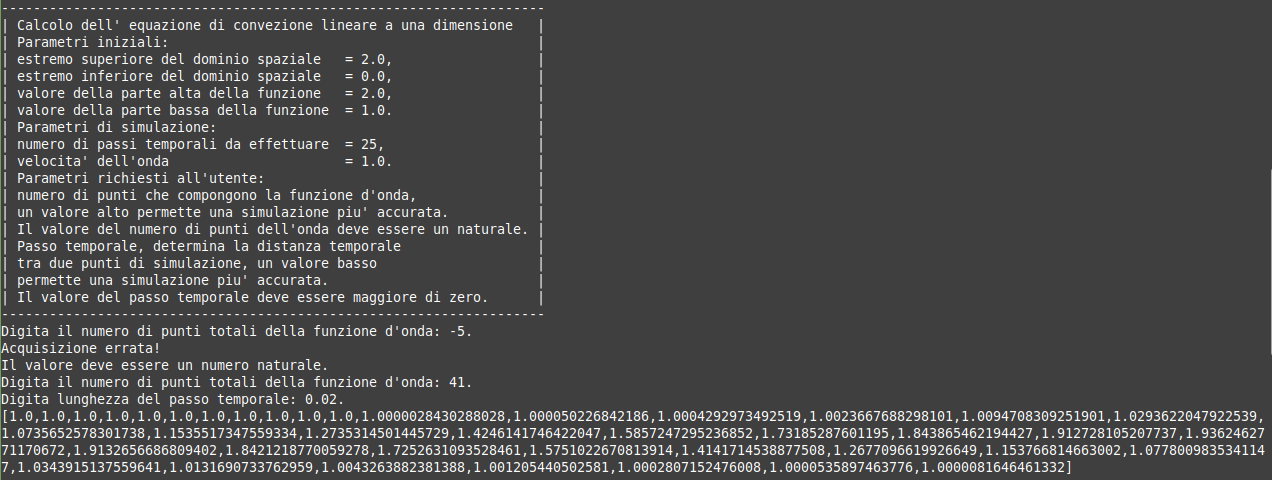 --------------------------------------------------------------------
| Calcolo dell' equazione di convezione lineare a una dimensione   |
| Parametri iniziali:                                              |
| estremo superiore del dominio spaziale   = 2.0,                  |
| estremo inferiore del dominio spaziale   = 0.0,                  |
| valore della parte alta della funzione   = 2.0,                  |
| valore della parte bassa della funzione  = 1.0.                  |
| Parametri di simulazione:                                        |
| numero di passi temporali da effettuare  = 25,                   |
| velocita' dell'onda                      = 1.0.                  |
| Parametri richiesti all'utente:                                  |
| numero di punti che compongono la funzione d'onda,               |
| un valore alto permette una simulazione piu' accurata.           |
| Il valore del numero di punti dell'onda deve essere un naturale. |
| Passo temporale, determina la distanza temporale                 |
| tra due punti di simulazione, un valore basso                    |
| permette una simulazione piu' accurata.                          |
| Il valore del passo temporale deve essere maggiore di zero.      |
--------------------------------------------------------------------
Digita il numero di punti totali della funzione d'onda: -5.
Acquisizione errata!
Il valore deve essere un numero naturale.
Digita il numero di punti totali della funzione d'onda: 41.
Digita lunghezza del passo temporale: 0.02.
[1.0,1.0,1.0,1.0,1.0,1.0,1.0,1.0,1.0,1.0,1.0,1.0000028430288028,1.000050226842186,1.0004292973492519,1.0023667688298101,1.0094708309251901,1.0293622047922539,
1.0735652578301738,1.1535517347559334,1.2735314501445729,1.4246141746422047,1.5857247295236852,1.73185287601195,1.843865462194427,1.912728105207737,1.93624627
71170672,1.9132656686809402,1.8421218770059278,1.7252631093528461,1.5751022670813914,1.4141714538877508,1.2677096619926649,1.153766814663002,1.077800983534114
7,1.0343915137559641,1.0131690733762959,1.0043263882381388,1.001205440502581,1.0002807152476008,1.0000535897463776,1.0000081646461332]